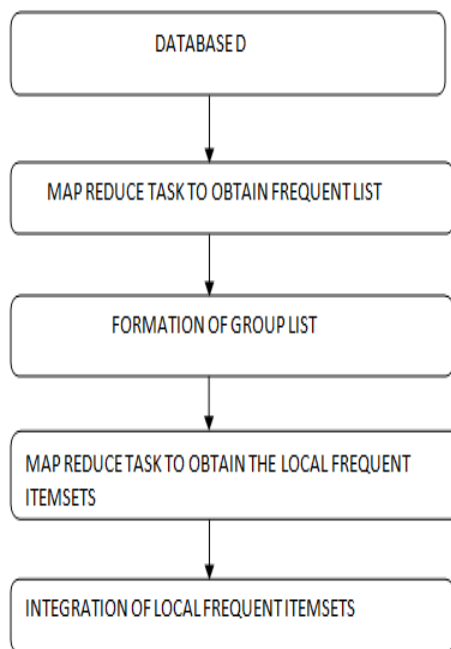 DATABASE D
MAP REDUCE TASK TO OBTAIN FREQUENT LIST
FORMATION OF GROUP LIST
MAP REDUCE TASK TO OBTAIN THE LOCAL FREQUENT
ITEMSETS
INTEGRATION OF LOCAL FREQUENT ITEMSETS